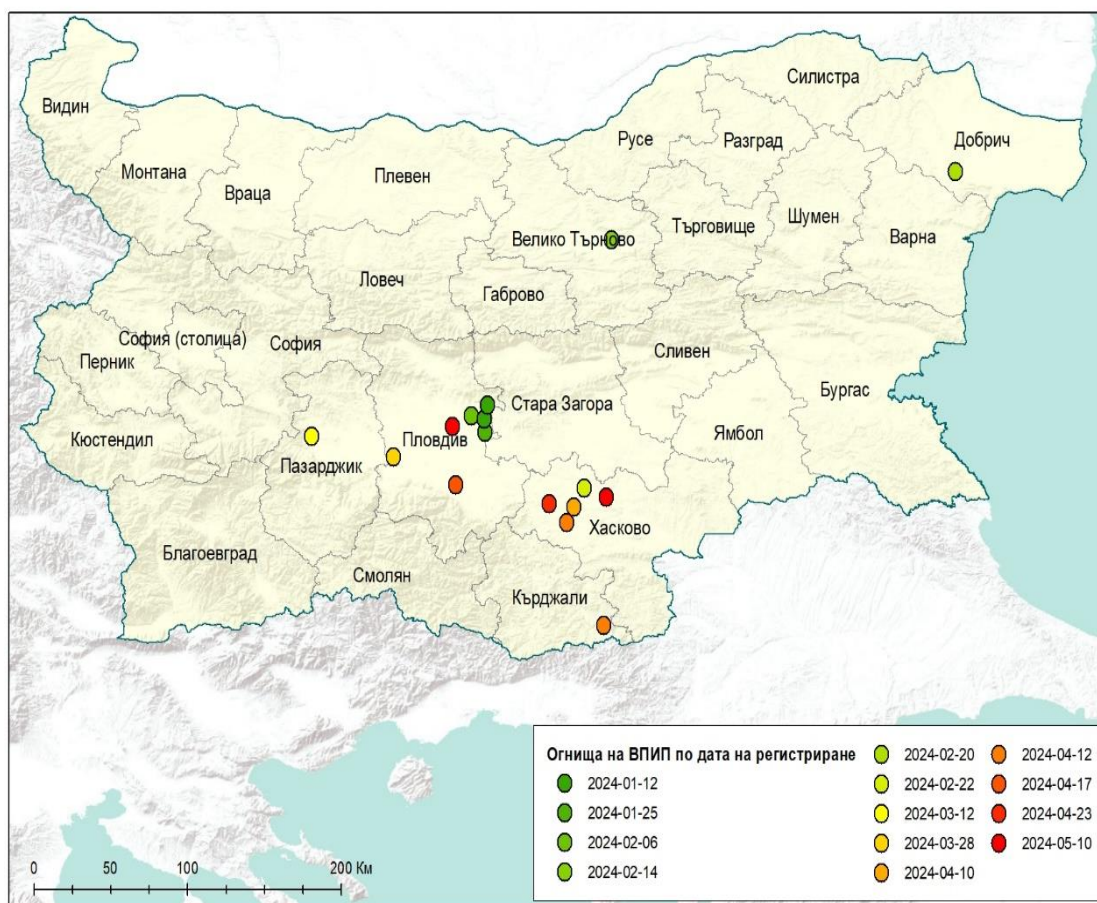 Силистра
Видин
Русе
Разград
Добрич
Монтана
Враца
Плевен
Шумен
Търговище
Варна
Велико Търново
Ловеч
Габрово
София (столица)
София
Перник
Сливен
Бургас
Стара Загора
Кюстендил
Пловдив
Ямбол
Пазарджик
Хасково
Благоевград
Смолян
Кърджали
Огнища на ВПИП по дата на регистриране
2024-01-12
2024-01-25
2024-02-06
2024-02-14
2024-02-20
2024-02-22
2024-03-12
2024-03-28
2024-04-10
2024-04-12
2024-04-17
2024-04-23
2024-05-10
0 50 100 200 Км